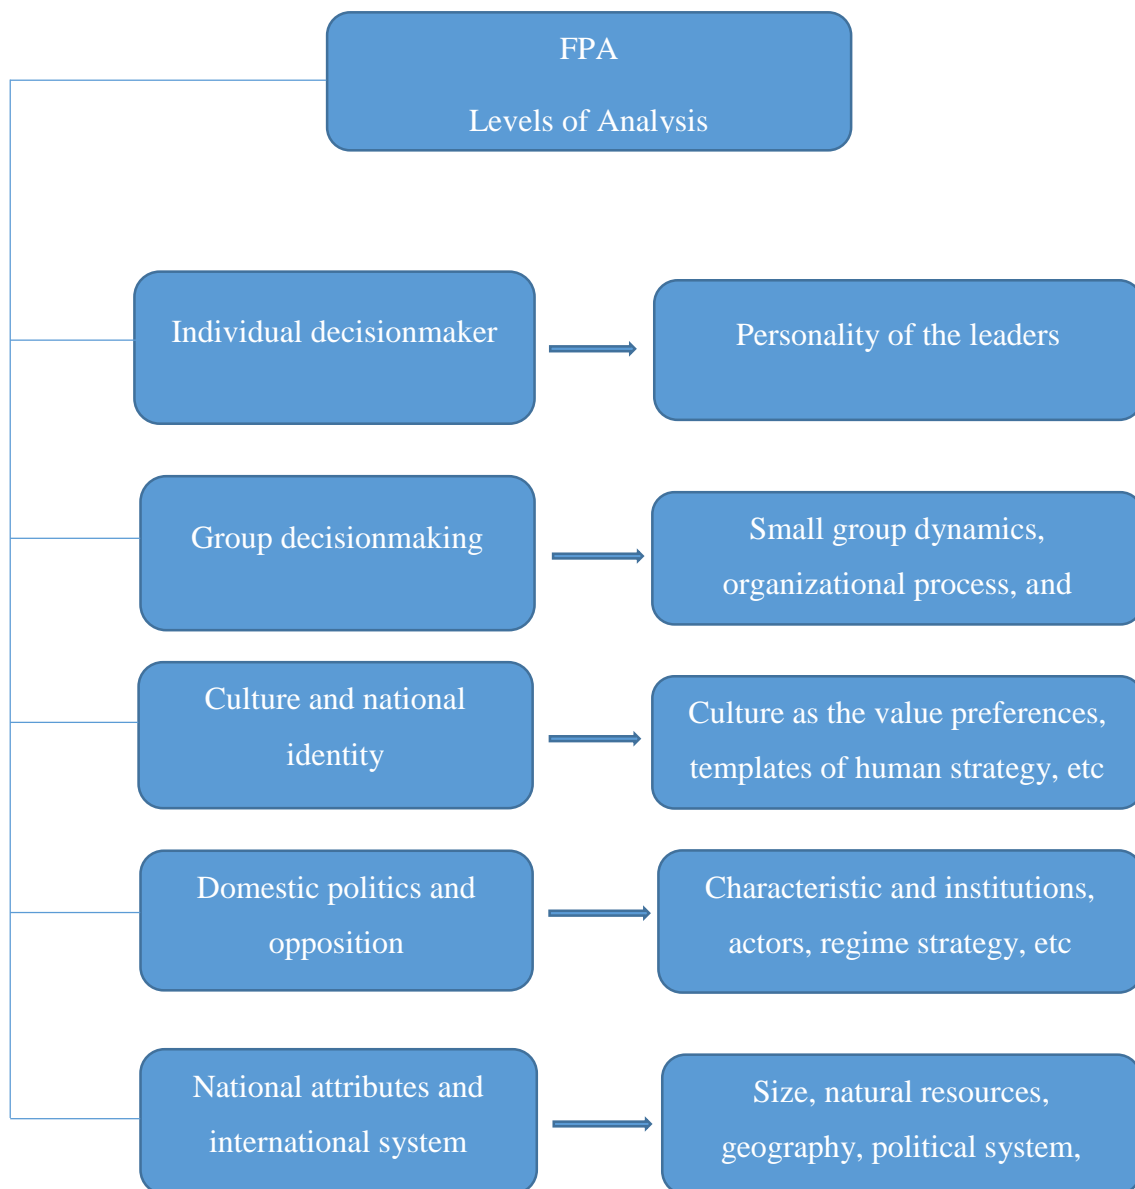 FPA
Levels of Analysis
Individual decisionmaker
Personality of the leaders
Group decisionmaking
Small group dynamics,
organizational process, and
Culture and national
identity
Culture as the value preferences,
templates of human strategy, etc
Domestic politics and
opposition
Characteristic and institutions,
actors, regime strategy, etc
National attributes and
international system
Size, natural resources,
geography, political system,